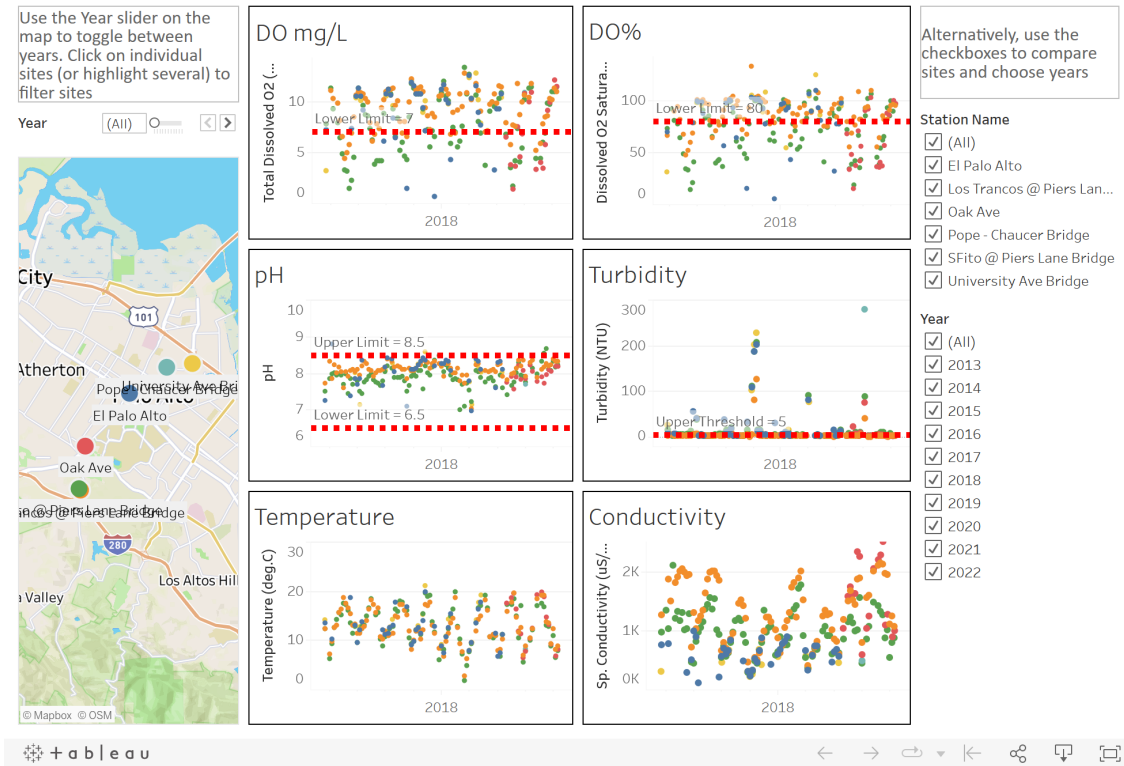 Use the Year slider on the
map to toggle between
years. Click on individual
sites (or highlight several) to
filter sites
Year
(All)
City
101
Atherton
University Ave Bri
Pope - Chaucer Bridge
El Palo Alto
Oak Ave
@ Piers Lane Bridge
280
Los Altos Hil
a Valley
© Mapbox © OSM
DO mg/L
Total Dissolved O2 (...
10
5
0
Lower Limit = 7
2018
DO%
Dissolved O2 Satura...
100
50
0
Lower Limit = 80
2018
pH
pH
10
9
8
7
6
Upper Limit = 8.5
Lower Limit = 6.5
2018
Turbidity
Turbidity (NTU)
300
200
100
0
Upper Threshold = 5
2018
Temperature
Temperature (deg.C)
30
20
10
0
2018
Conductivity
Sp. Conductivity (uS/...
2K
1K
0K
2018
Alternatively, use the
checkboxes to compare
sites and choose years
Station Name
(All)
El Palo Alto
Los Trancos @ Piers Lan...
Oak Ave
Pope - Chaucer Bridge
SFito @ Piers Lane Bridge
University Ave Bridge
Year
(All)
2013
2014
2015
2016
2017
2018
2019
2020
2021
2022
+ a b l e a u